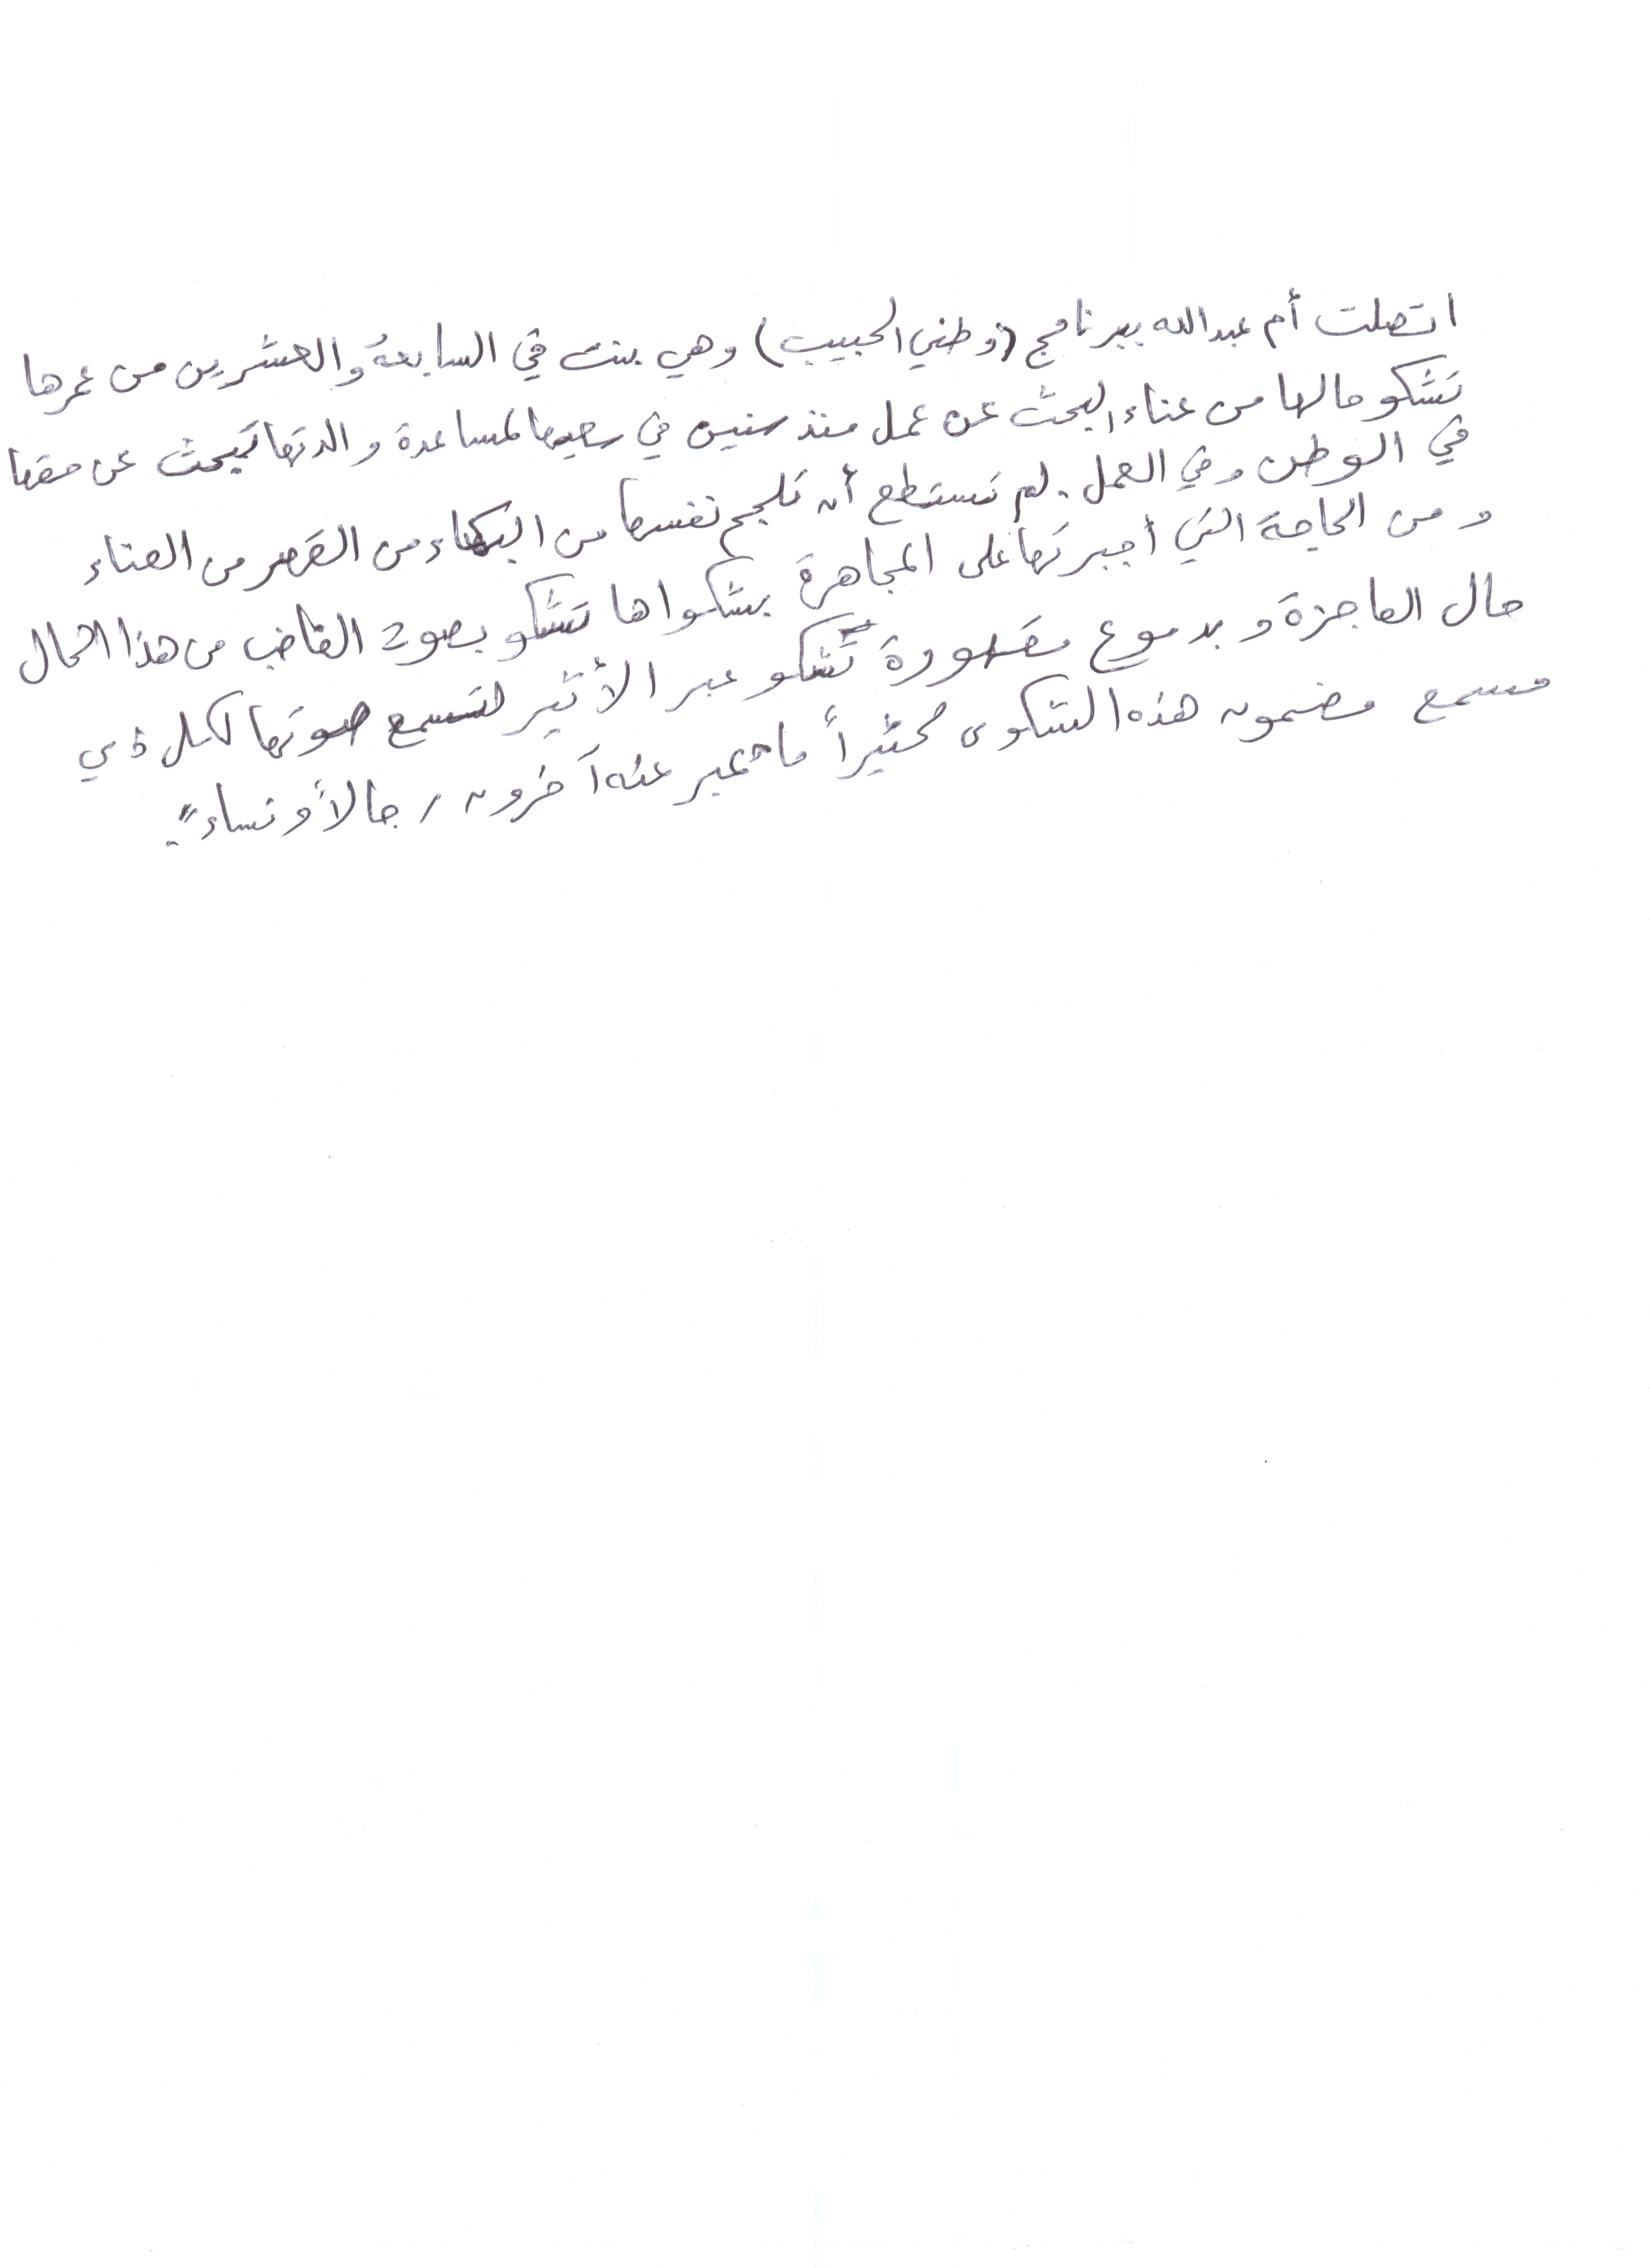 اتصلت أم عبدالله ببرنامج (وطني الحبيب) وهي بنت في السابعة والعشرين من عمرها
تشكو حالها من عناء البحث عن عمل منذ سنين في سعيها لمساعدة والدتها تبحث عن حقها
في الوطن وفي العمل. لم تستطع أن تلجم نفسها من البكاء من القهر من العناء
ومن الحاجة التي أجبرتها على المجاهرة بشكواها تشكو بصوت الغاضب من هذا الحال
حال العاجزة وبدموع مقهورة تشكو عبر الأثير لتسمع صوتها لكل ذي
مسمع مضمون هذه الشكوى كثيراً ما تعبر عنه آخرون رجالاً ونساءً.